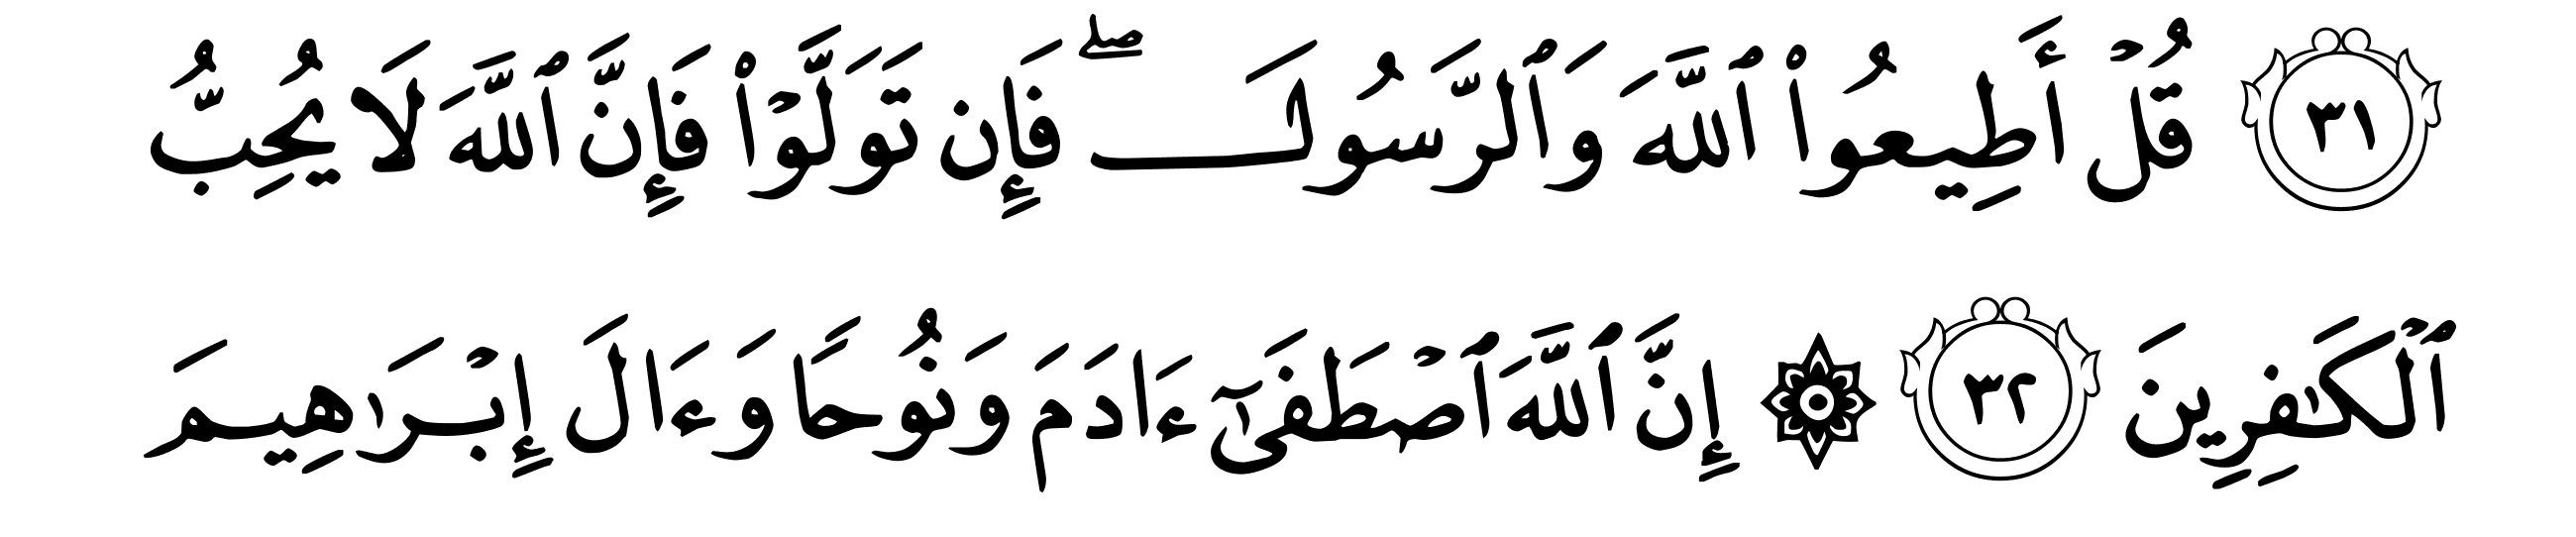 ٣١ قُلۡ أَطِيعُواْ ٱللَّهَ وَٱلرَّسُولَۖ فَإِن تَوَلَّوۡاْ فَإِنَّ ٱللَّهَ لَا يُحِبُّ
ٱلۡكَٰفِرِينَ ٣٢ ۞ إِنَّ ٱللَّهَ ٱصۡطَفَىٰٓ ءَادَمَ وَنُوحٗا وَءَالَ إِبۡرَٰهِيمَ